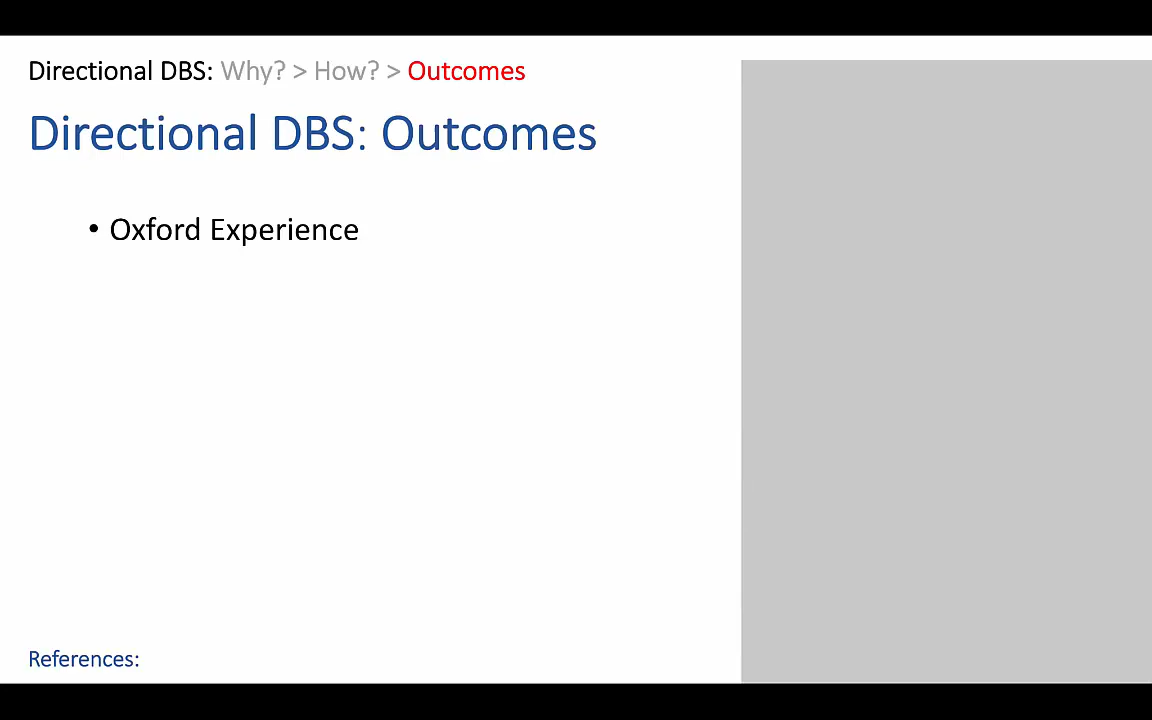 Directional DBS: Why? > How? > Outcomes
Directional DBS: Outcomes
• Oxford Experience
References: